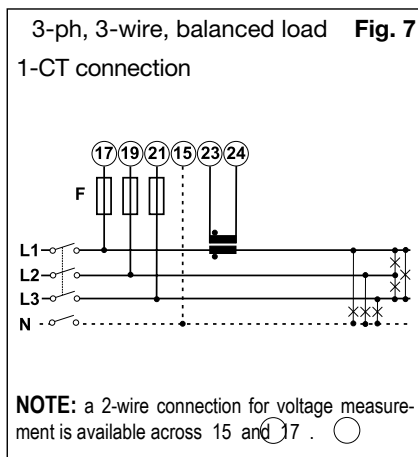 3-ph, 3-wire, balanced load Fig. 7
1-CT connection
17 19 21 15 23 24
F
L1
L2
L3
N
NOTE: a 2-wire connection for voltage measure-
ment is available across 15 and 17 .